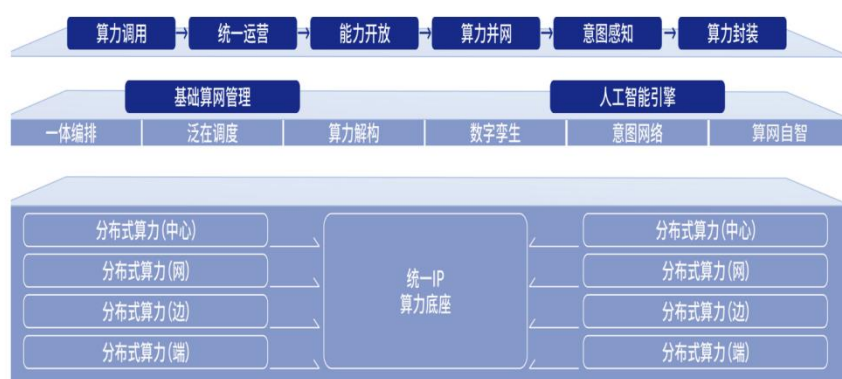 算力调用 → 统一运营 → 能力开放 → 算力并网 → 意图感知 → 算力封装
基础算网管理 人工智能引擎
一体编排 泛在调度 算力解构 数字孪生 意图网络 算网自智
分布式算力(中心) 分布式算力(中心)
分布式算力(网) 分布式算力(网)
统一IP
算力底座
分布式算力(边) 分布式算力(边)
分布式算力(端) 分布式算力(端)